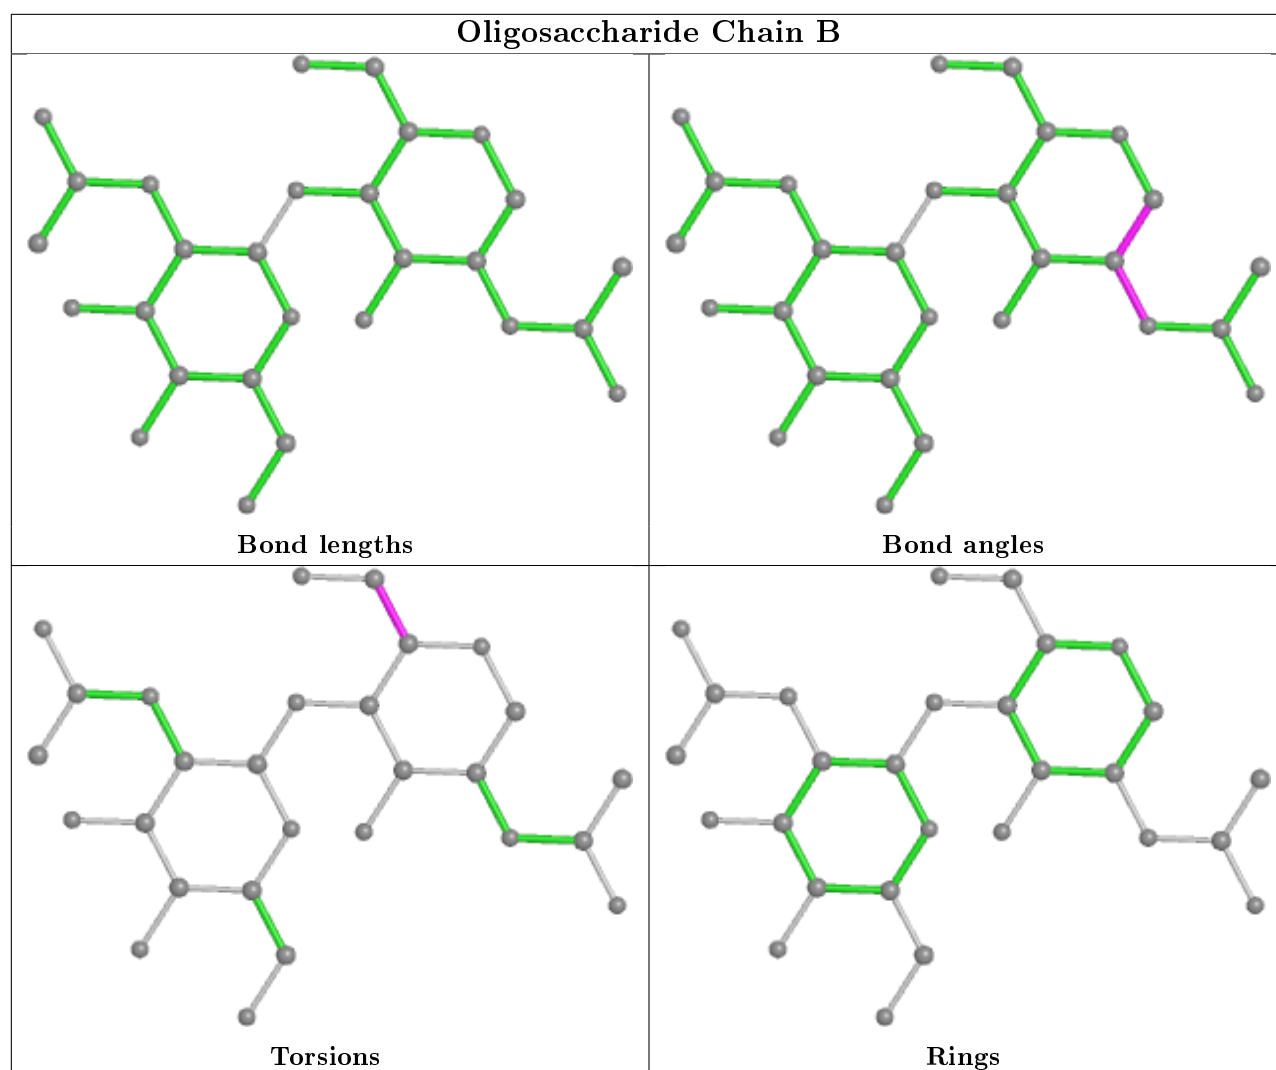 Oligosaccharide Chain B
Bond lengths
Bond angles
Torsions
Rings